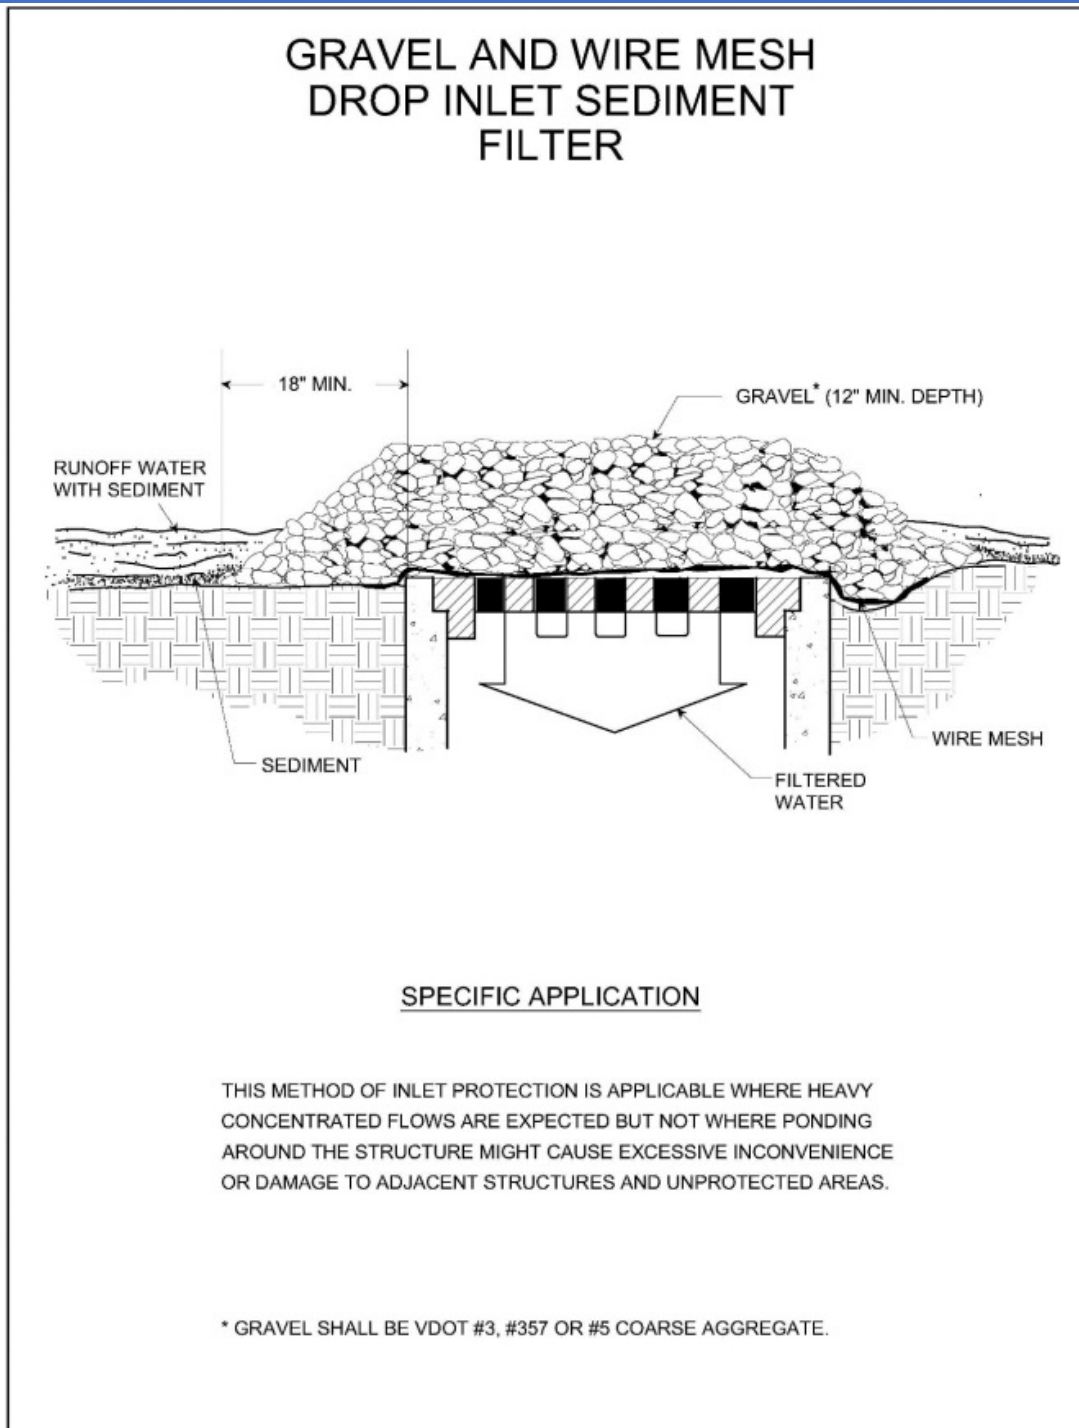 GRAVEL AND WIRE MESH
DROP INLET SEDIMENT
FILTER
18" MIN.
GRAVEL* (12" MIN. DEPTH)
RUNOFF WATER
WITH SEDIMENT
WIRE MESH
SEDIMENT
FILTERED
WATER
SPECIFIC APPLICATION
THIS METHOD OF INLET PROTECTION IS APPLICABLE WHERE HEAVY
CONCENTRATED FLOWS ARE EXPECTED BUT NOT WHERE PONDING
AROUND THE STRUCTURE MIGHT CAUSE EXCESSIVE INCONVENIENCE
OR DAMAGE TO ADJACENT STRUCTURES AND UNPROTECTED AREAS.
* GRAVEL SHALL BE VDOT #3, #357 OR #5 COARSE AGGREGATE.